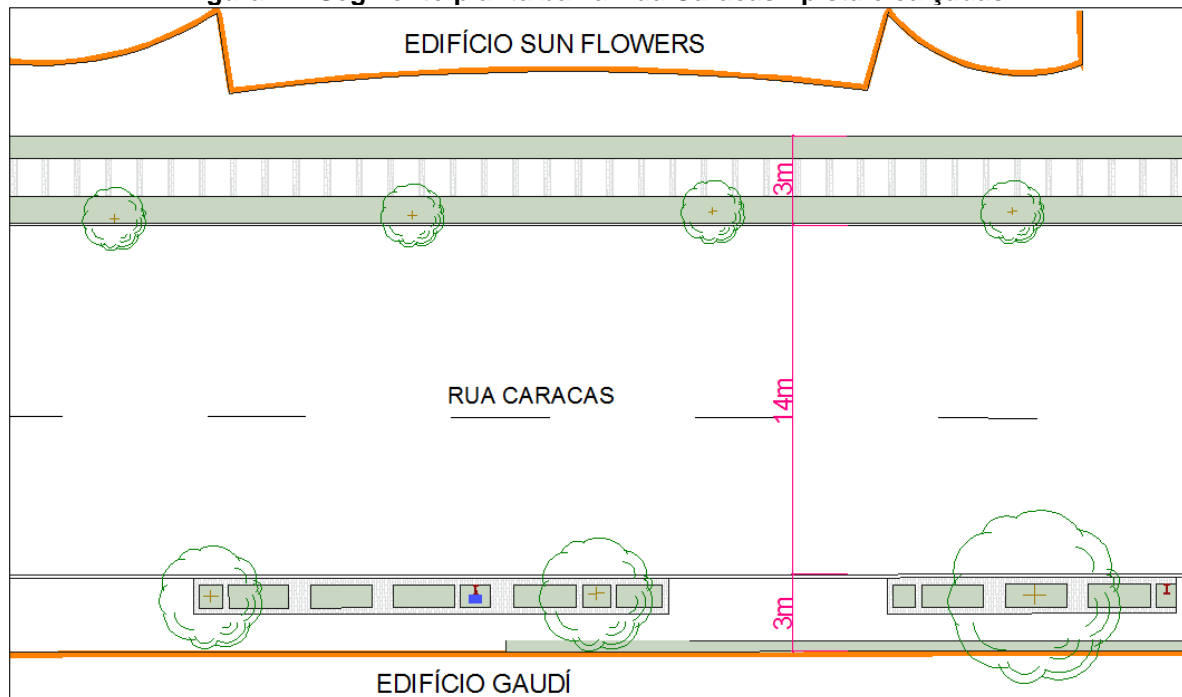 EDIFÍCIO SUN FLOWERS
3m
RUA CARACAS
14m
3m
EDIFÍCIO GAUDÍ